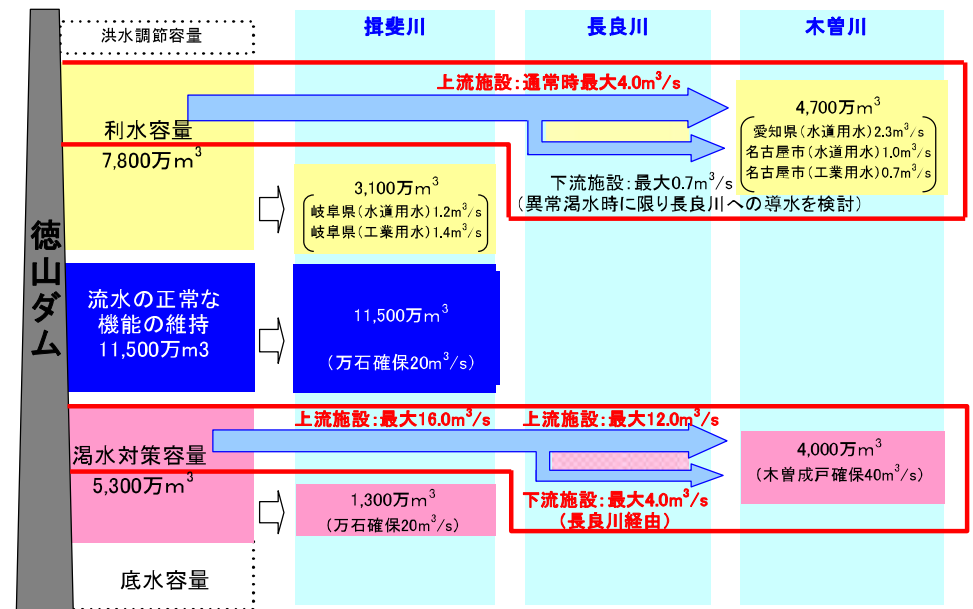 徳山ダム
洪水調節容量
揖斐川
長良川
木曽川
上流施設：通常時最大4.0m³/s
利水容量
7,800万m³
4,700万m³
愛知県（水道用水）2.3m³/s
名古屋市（水道用水）1.0m³/s
名古屋市（工業用水）0.7m³/s
下流施設：最大0.7m³/s
（異常渇水時に限り長良川への導水を検討）
3,100万m³
岐阜県（水道用水）1.2m³/s
岐阜県（工業用水）1.4m³/s
流水の正常な
機能の維持
11,500万m3
11,500万m³
（万石確保20m³/s）
上流施設：最大16.0m³/s
上流施設：最大12.0m³/s
渇水対策容量
5,300万m³
4,000万m³
（木曽成戸確保40m³/s）
1,300万m³
（万石確保20m³/s）
下流施設：最大4.0m³/s
（長良川経由）
底水容量